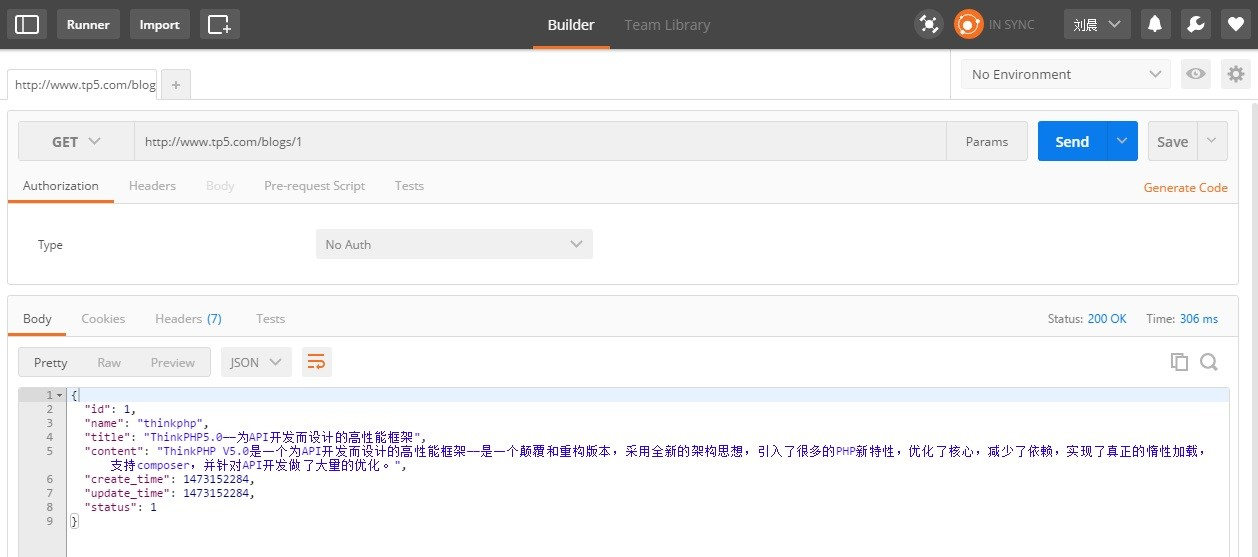 Runner Import Builder Team Library IN SYNC 刘晨
http://www.tp5.com/blog + No Environment
GET http://www.tp5.com/blogs/1 Params Send Save
Authorization Headers Body Pre-request Script Tests Generate Code
Type No Auth
Body Cookies Headers (7) Tests Status: 200 OK Time: 306 ms
Pretty Raw Preview JSON
1 {
2 "id": 1,
3 "name": "thinkphp",
4 "title": "ThinkPHP5.0——为API开发而设计的高性能框架",
5 "content": "ThinkPHP V5.0是一个为API开发而设计的高性能框架——是一个颠覆和重构版本，采用全新的架构思想，引入了很多的PHP新特性，优化了核心，减少了依赖，实现了真正的惰性加载，
支持composer，并针对API开发做了大量的优化。",
6 "create_time": 1473152284,
7 "update_time": 1473152284,
8 "status": 1
9 }